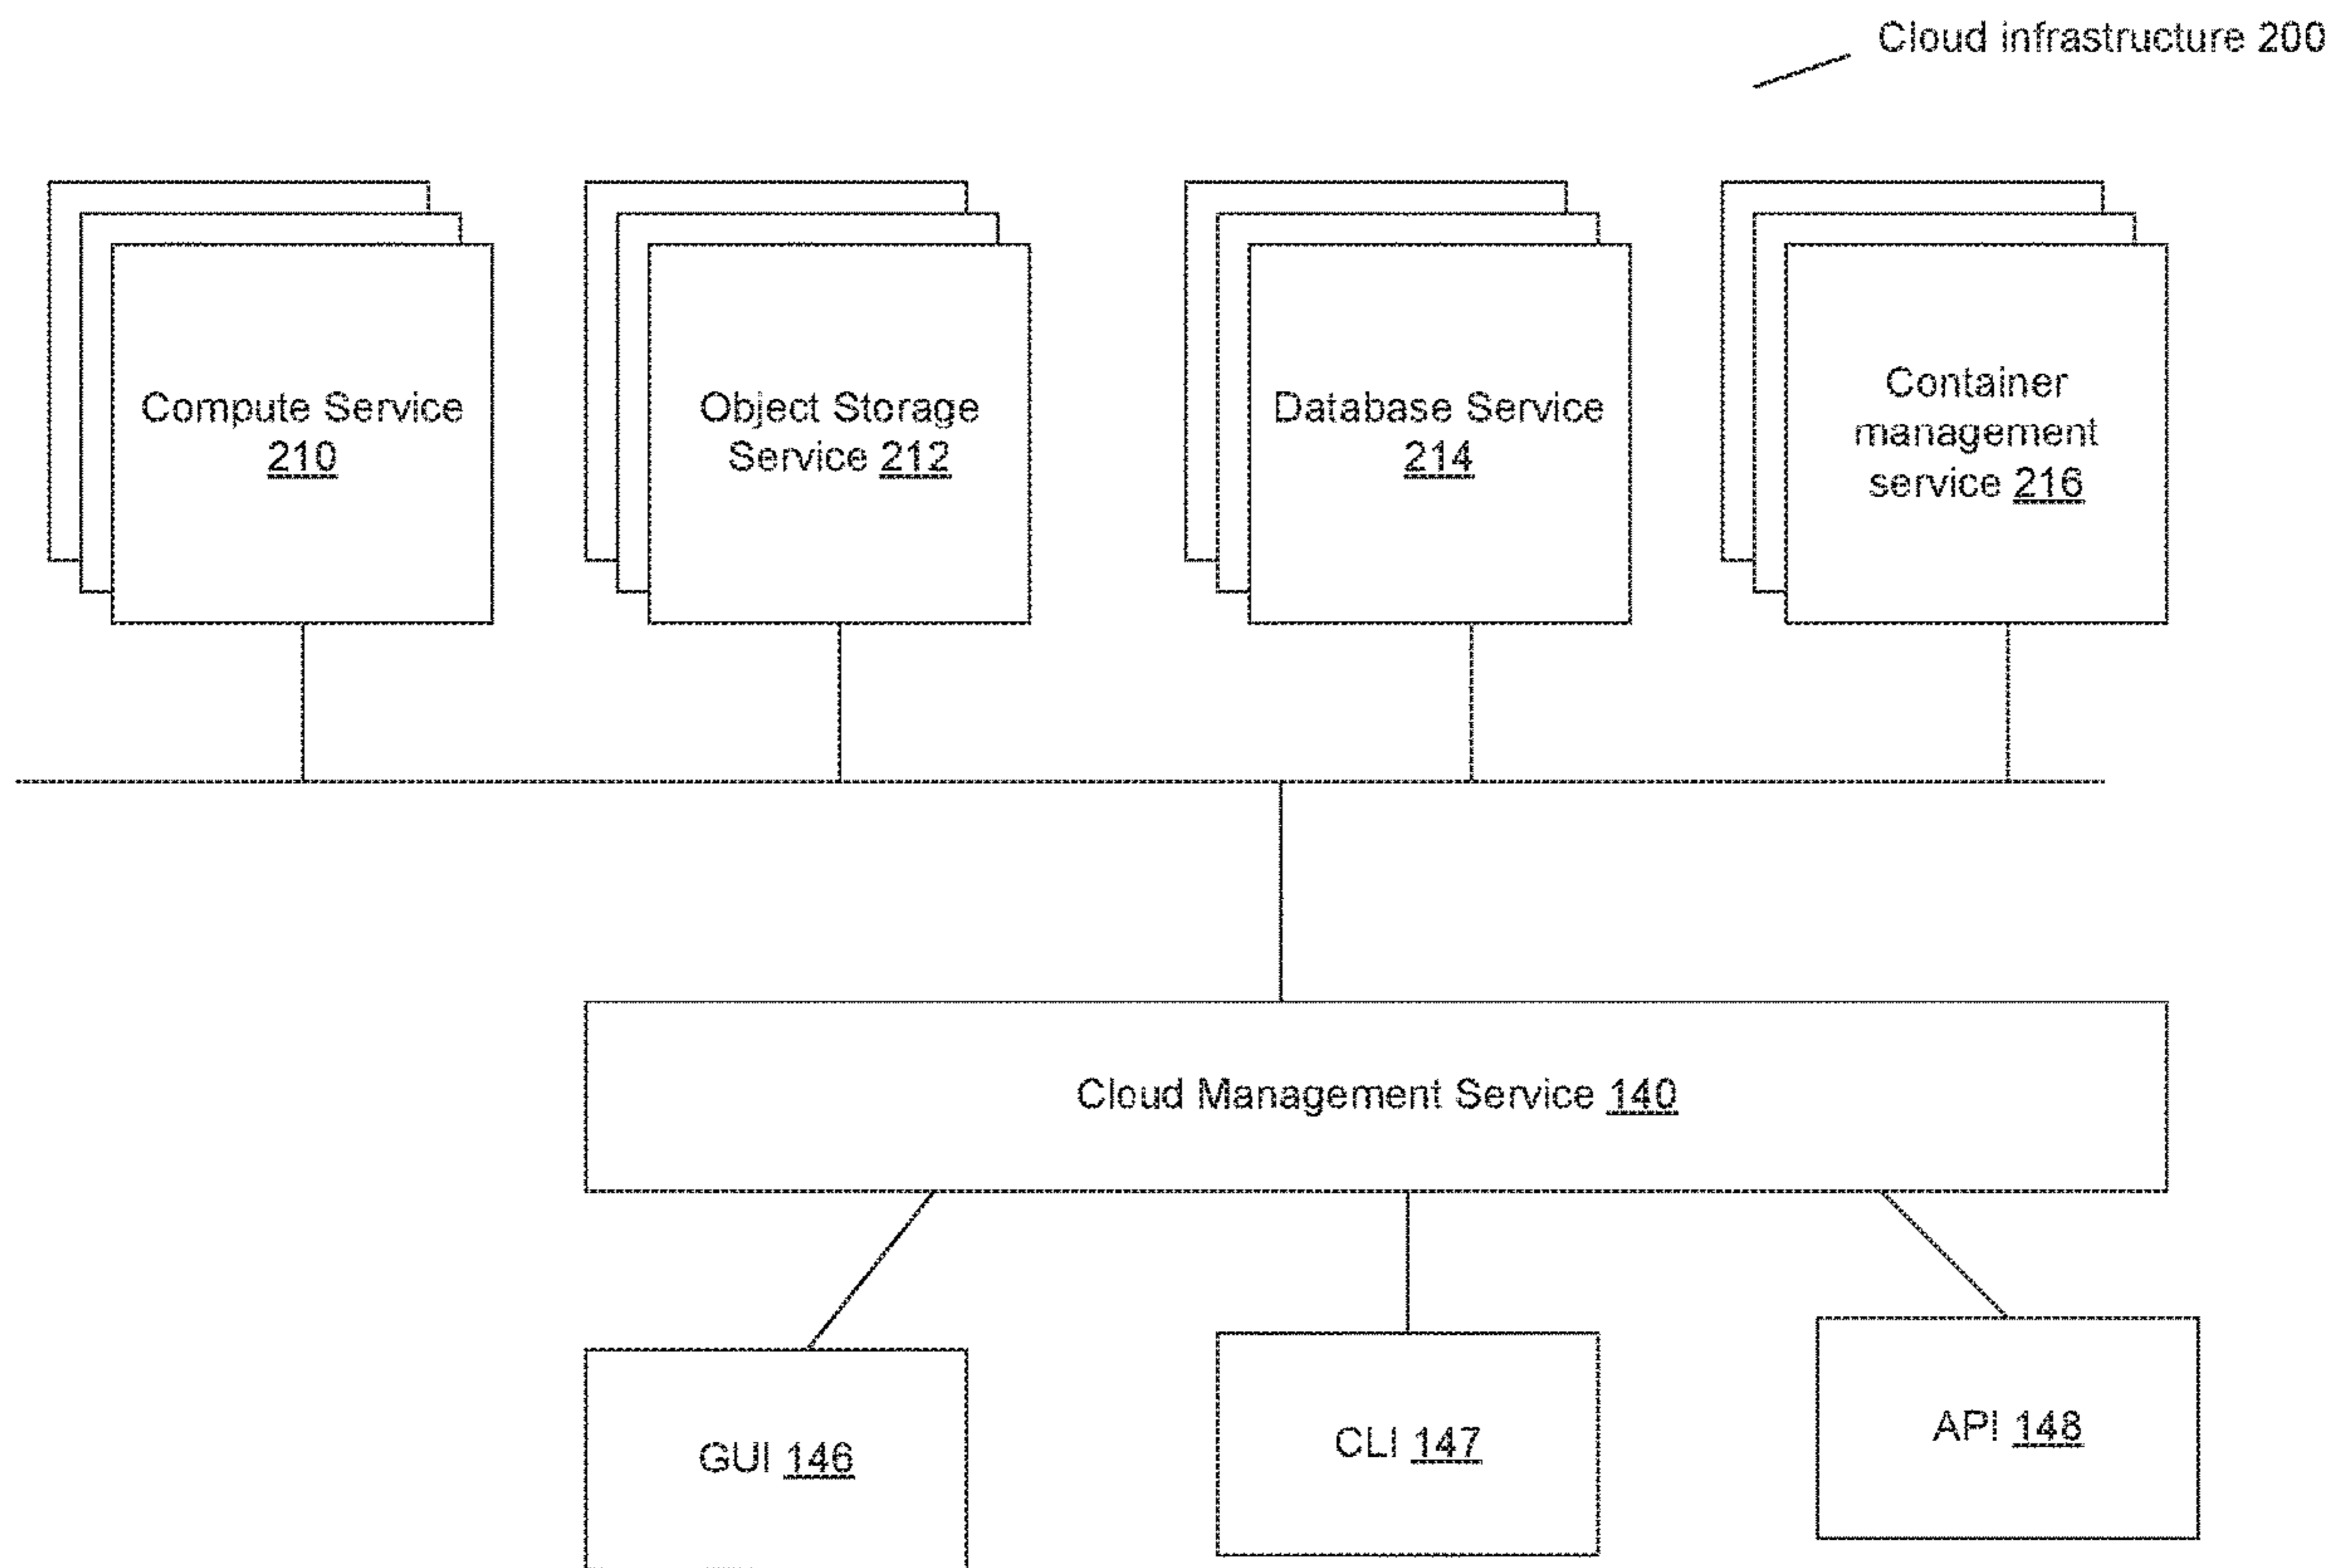 Cloud infrastructure 200
Compute Service
210
Object Storage
Service 212
Database Service
214
Container
management
service 216
Cloud Management Service 140
GUI 146
CLI 147
API 148